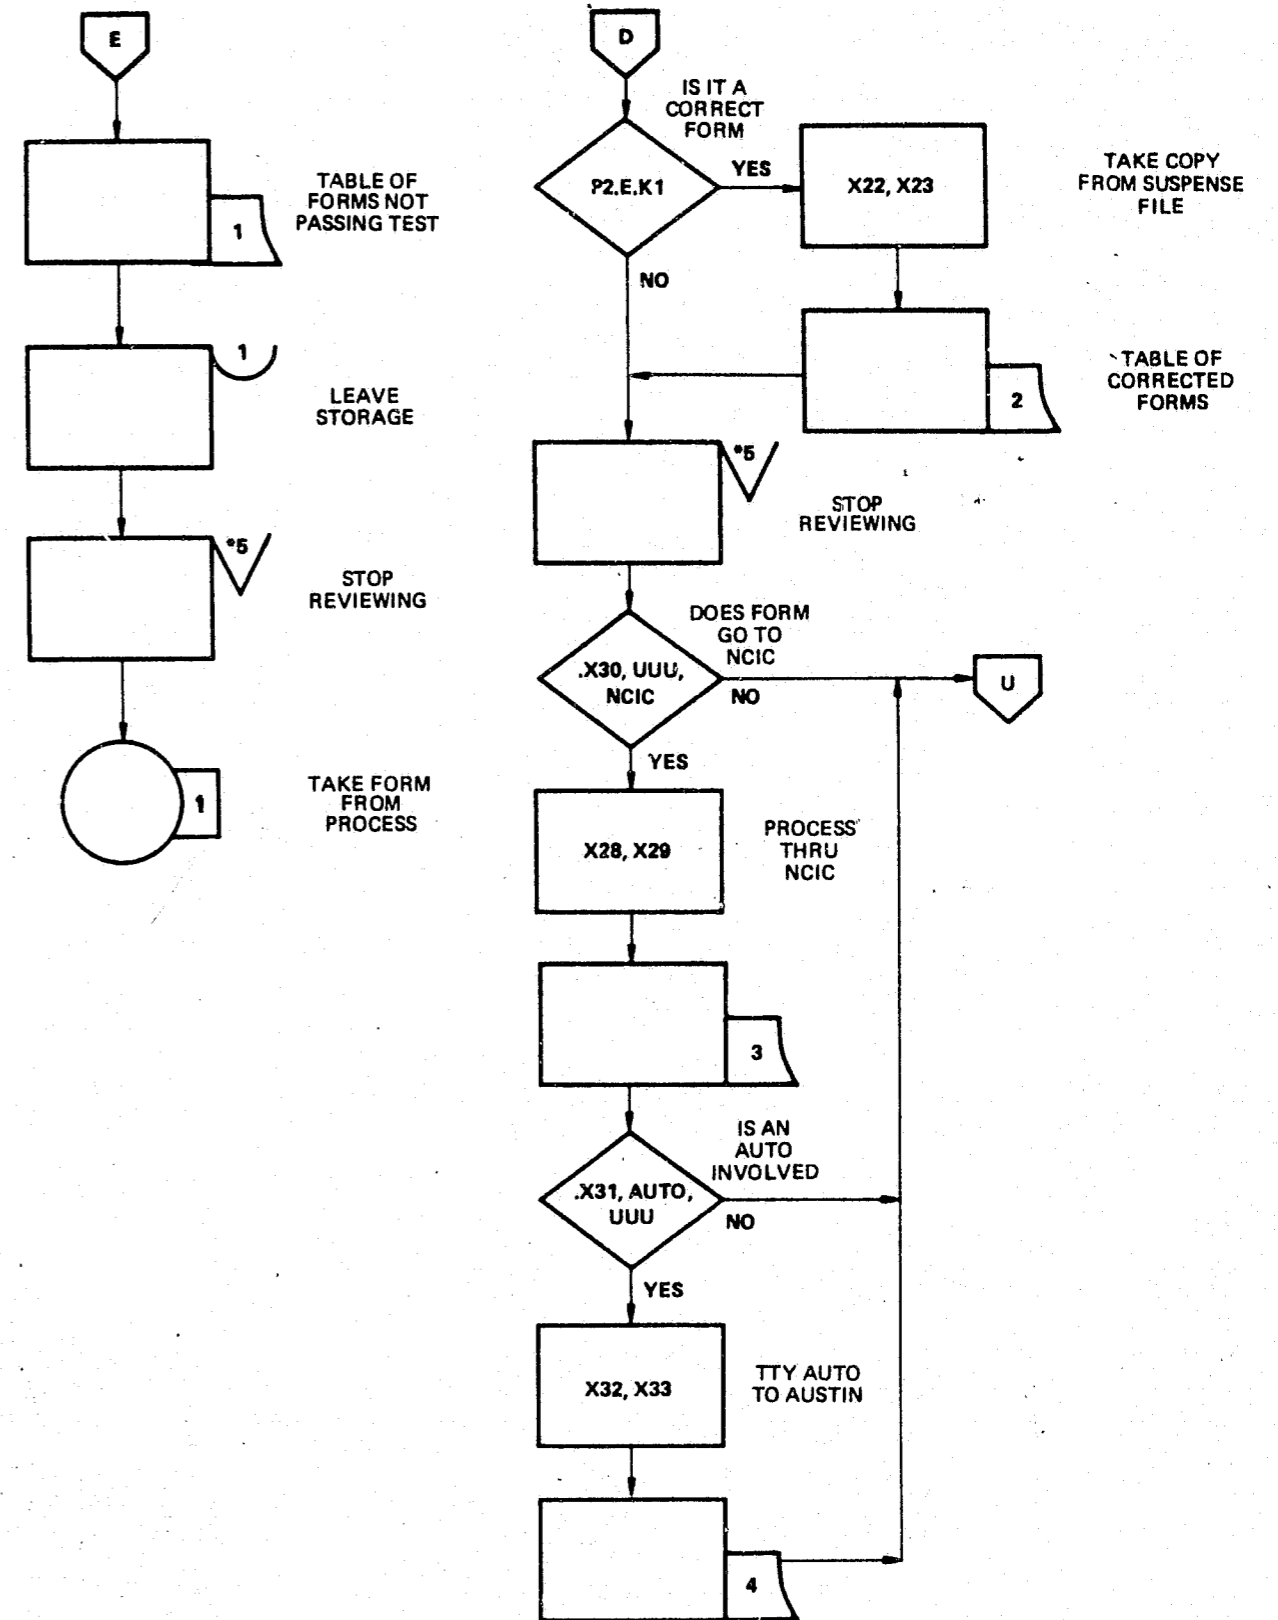 E
TABLE OF
FORMS NOT
PASSING TEST
1
1
LEAVE
STORAGE
*5
STOP
REVIEWING
TAKE FORM
FROM
PROCESS
1
D
IS IT A
CORRECT
FORM
P2.E.K1
YES
NO
X22, X23
TAKE COPY
FROM SUSPENSE
FILE
TABLE OF
CORRECTED
FORMS
2
*5
STOP
REVIEWING
DOES FORM
GO TO
NCIC
.X30, UUU,
NCIC
NO
U
YES
X28, X29
PROCESS
THRU
NCIC
3
IS AN
AUTO
INVOLVED
.X31, AUTO,
UUU
NO
YES
X32, X33
TTY AUTO
TO AUSTIN
4